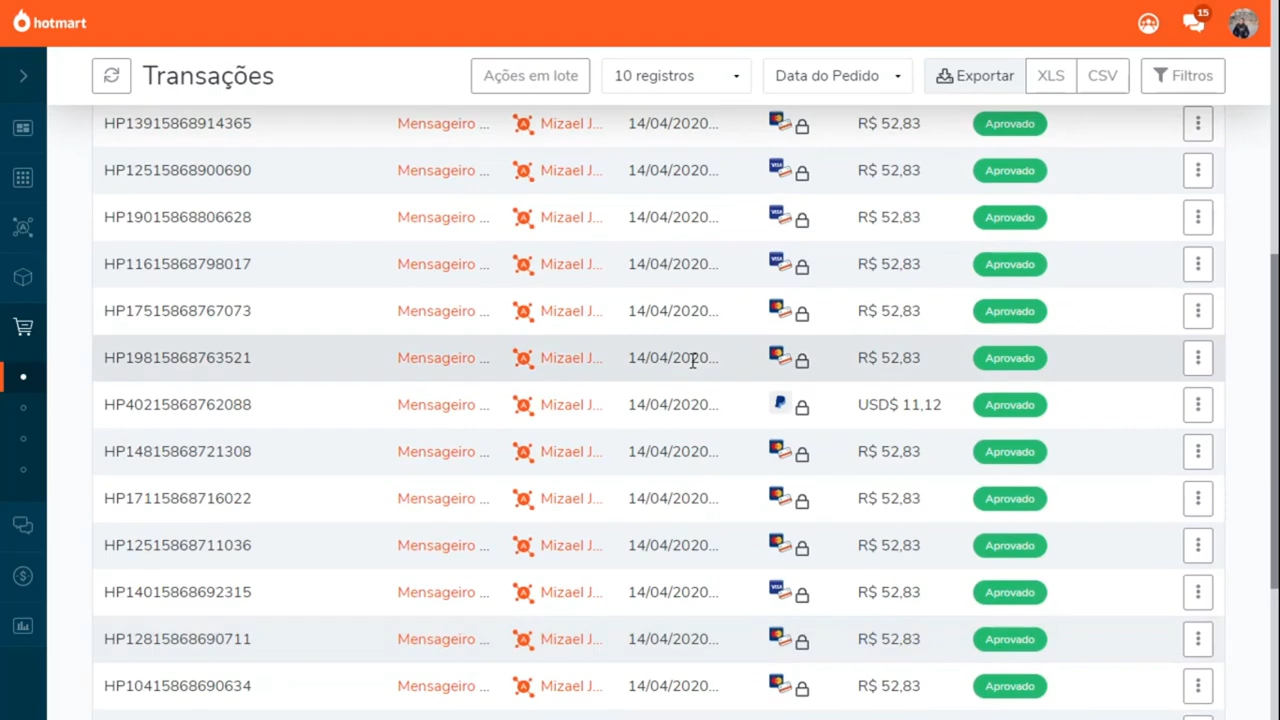 hotmart
15
Transações
Ações em lote
10 registros
Data do Pedido
Exportar
XLS
CSV
Filtros
HP13915868914365 Mensageiro ... Mizael J... 14/04/2020... R$ 52,83 Aprovado
HP12515868900690 Mensageiro ... Mizael J... 14/04/2020... VISA R$ 52,83 Aprovado
HP19015868806628 Mensageiro ... Mizael J... 14/04/2020... VISA R$ 52,83 Aprovado
HP11615868798017 Mensageiro ... Mizael J... 14/04/2020... VISA R$ 52,83 Aprovado
HP17515868767073 Mensageiro ... Mizael J... 14/04/2020... R$ 52,83 Aprovado
HP19815868763521 Mensageiro ... Mizael J... 14/04/2020... R$ 52,83 Aprovado
HP40215868762088 Mensageiro ... Mizael J... 14/04/2020... USD$ 11,12 Aprovado
HP14815868721308 Mensageiro ... Mizael J... 14/04/2020... R$ 52,83 Aprovado
HP17115868716022 Mensageiro ... Mizael J... 14/04/2020... R$ 52,83 Aprovado
HP12515868711036 Mensageiro ... Mizael J... 14/04/2020... R$ 52,83 Aprovado
HP14015868692315 Mensageiro ... Mizael J... 14/04/2020... VISA R$ 52,83 Aprovado
HP12815868690711 Mensageiro ... Mizael J... 14/04/2020... R$ 52,83 Aprovado
HP10415868690634 Mensageiro ... Mizael J... 14/04/2020... R$ 52,83 Aprovado